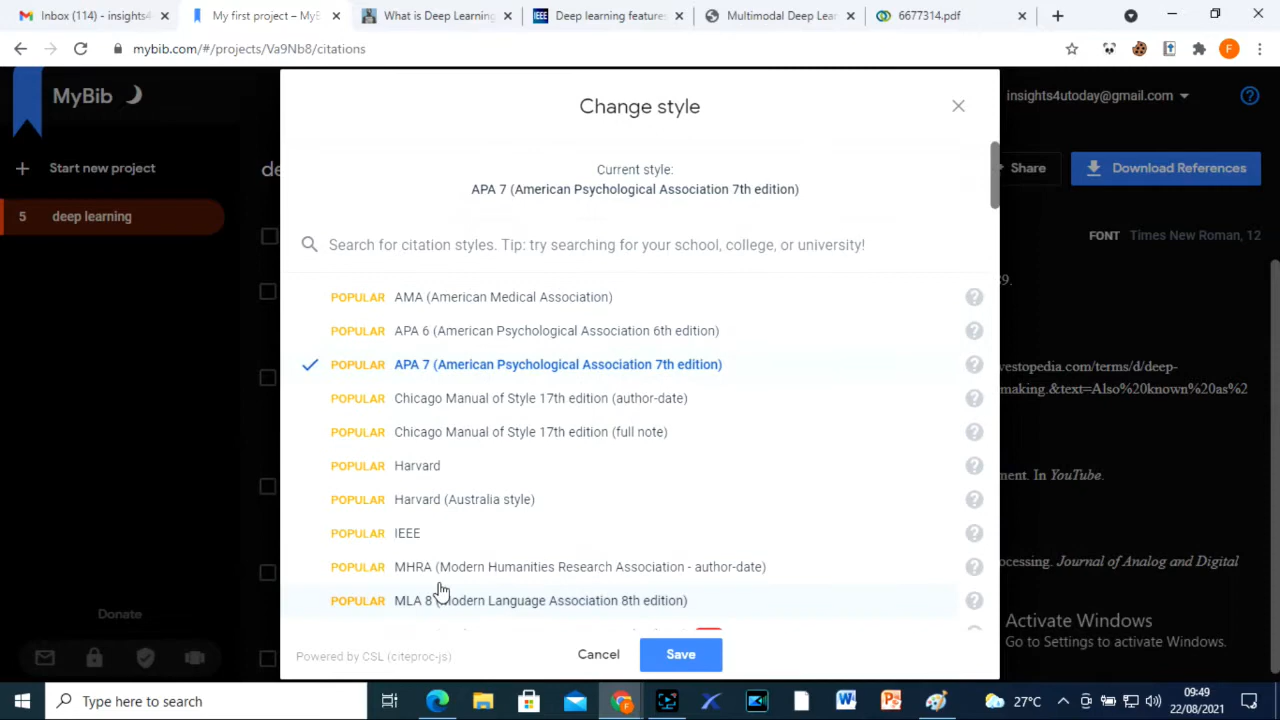 Inbox (114) - insights4
My first project – MyB
What is Deep Learning
IEEE
Deep learning features
Multimodal Deep Lear
6677314.pdf
mybib.com/#/projects/Va9Nb8/citations
F
MyBib
insights4utoday@gmail.com
Start new project
de
Share
Download References
5 deep learning
FONT Times New Roman, 12
Change style
Current style:
APA 7 (American Psychological Association 7th edition)
Search for citation styles. Tip: try searching for your school, college, or university!
POPULAR AMA (American Medical Association)
POPULAR APA 6 (American Psychological Association 6th edition)
POPULAR APA 7 (American Psychological Association 7th edition)
POPULAR Chicago Manual of Style 17th edition (author-date)
POPULAR Chicago Manual of Style 17th edition (full note)
POPULAR Harvard
POPULAR Harvard (Australia style)
POPULAR IEEE
POPULAR MHRA (Modern Humanities Research Association - author-date)
POPULAR MLA 8 (Modern Language Association 8th edition)
Powered by CSL (citeproc-js)
Cancel
Save
9.
vestopedia.com/terms/d/deep-
making.&text=Also%20known%20as%2
ment. In YouTube.
ocessing. Journal of Analog and Digital
Donate
Activate Windows
Go to Settings to activate Windows.
Type here to search
27°C
09:49
22/08/2021